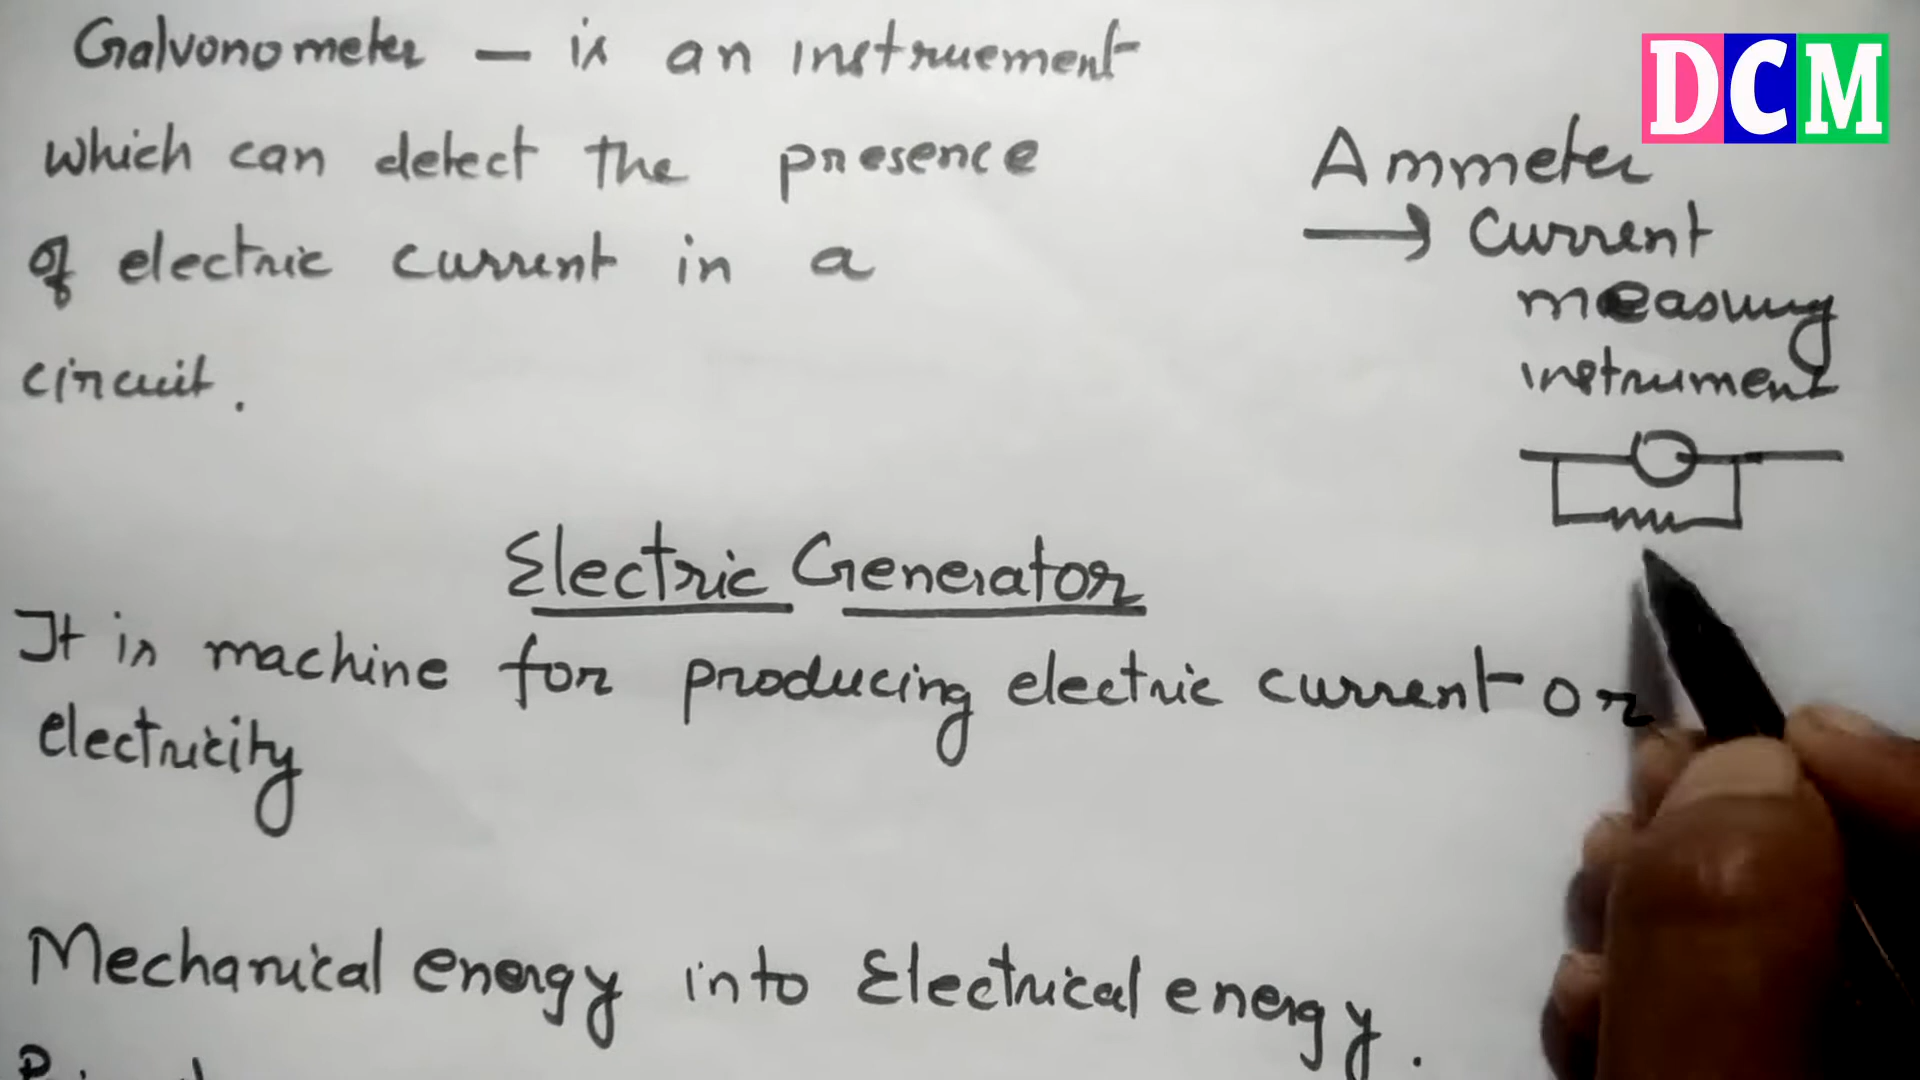 Galvonometer — is an instruement
which can detect the presence
of electric current in a
circuit.
DCM
Ammeter
→ Current
measuring
instrument
Electric Generator
It is machine for producing electric current or
electricity
Mechanical energy into Electrical energy.